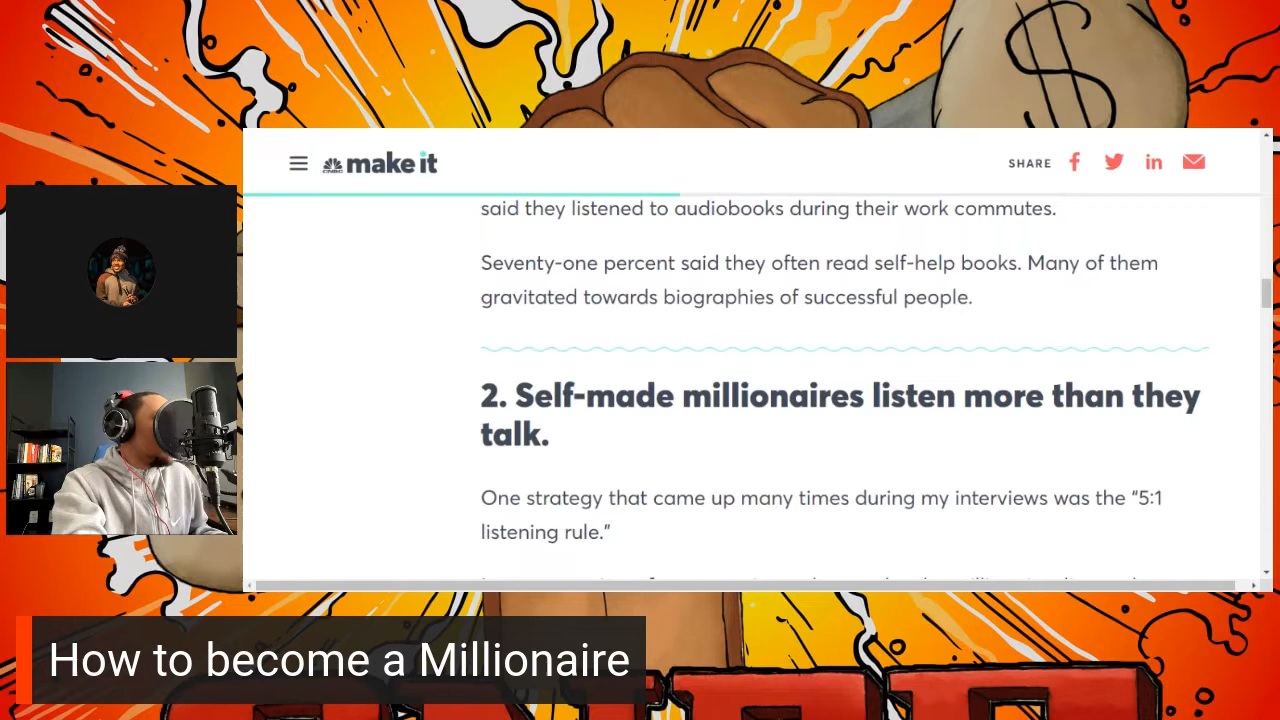 $
CNBC
make it
SHARE
said they listened to audiobooks during their work commutes.
Seventy-one percent said they often read self-help books. Many of them
gravitated towards biographies of successful people.
2. Self-made millionaires listen more than they
talk.
One strategy that came up many times during my interviews was the “5:1
listening rule.”
How to become a Millionaire